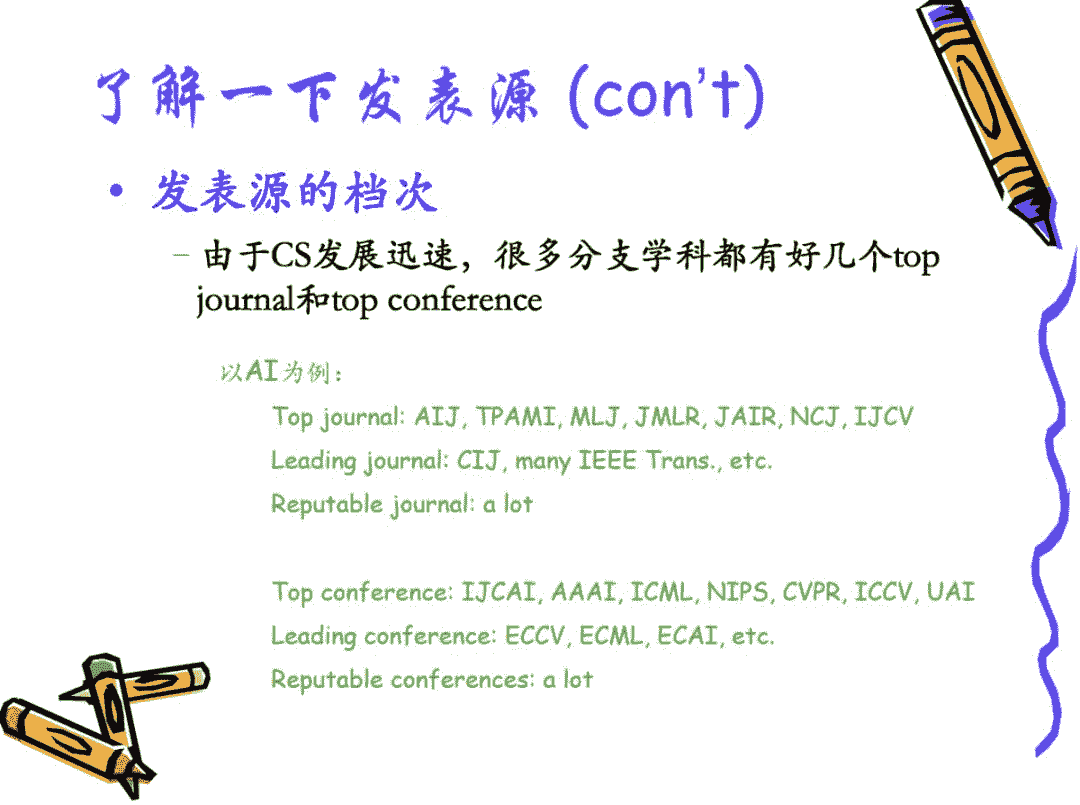 了解一下发表源 (con't)
• 发表源的档次
– 由于CS发展迅速，很多分支学科都有好几个top
journal和top conference
以AI为例：
Top journal: AIJ, TPAMI, MLJ, JMLR, JAIR, NCJ, IJCV
Leading journal: CIJ, many IEEE Trans., etc.
Reputable journal: a lot
Top conference: IJCAI, AAAI, ICML, NIPS, CVPR, ICCV, UAI
Leading conference: ECCV, ECML, ECAI, etc.
Reputable conferences: a lot